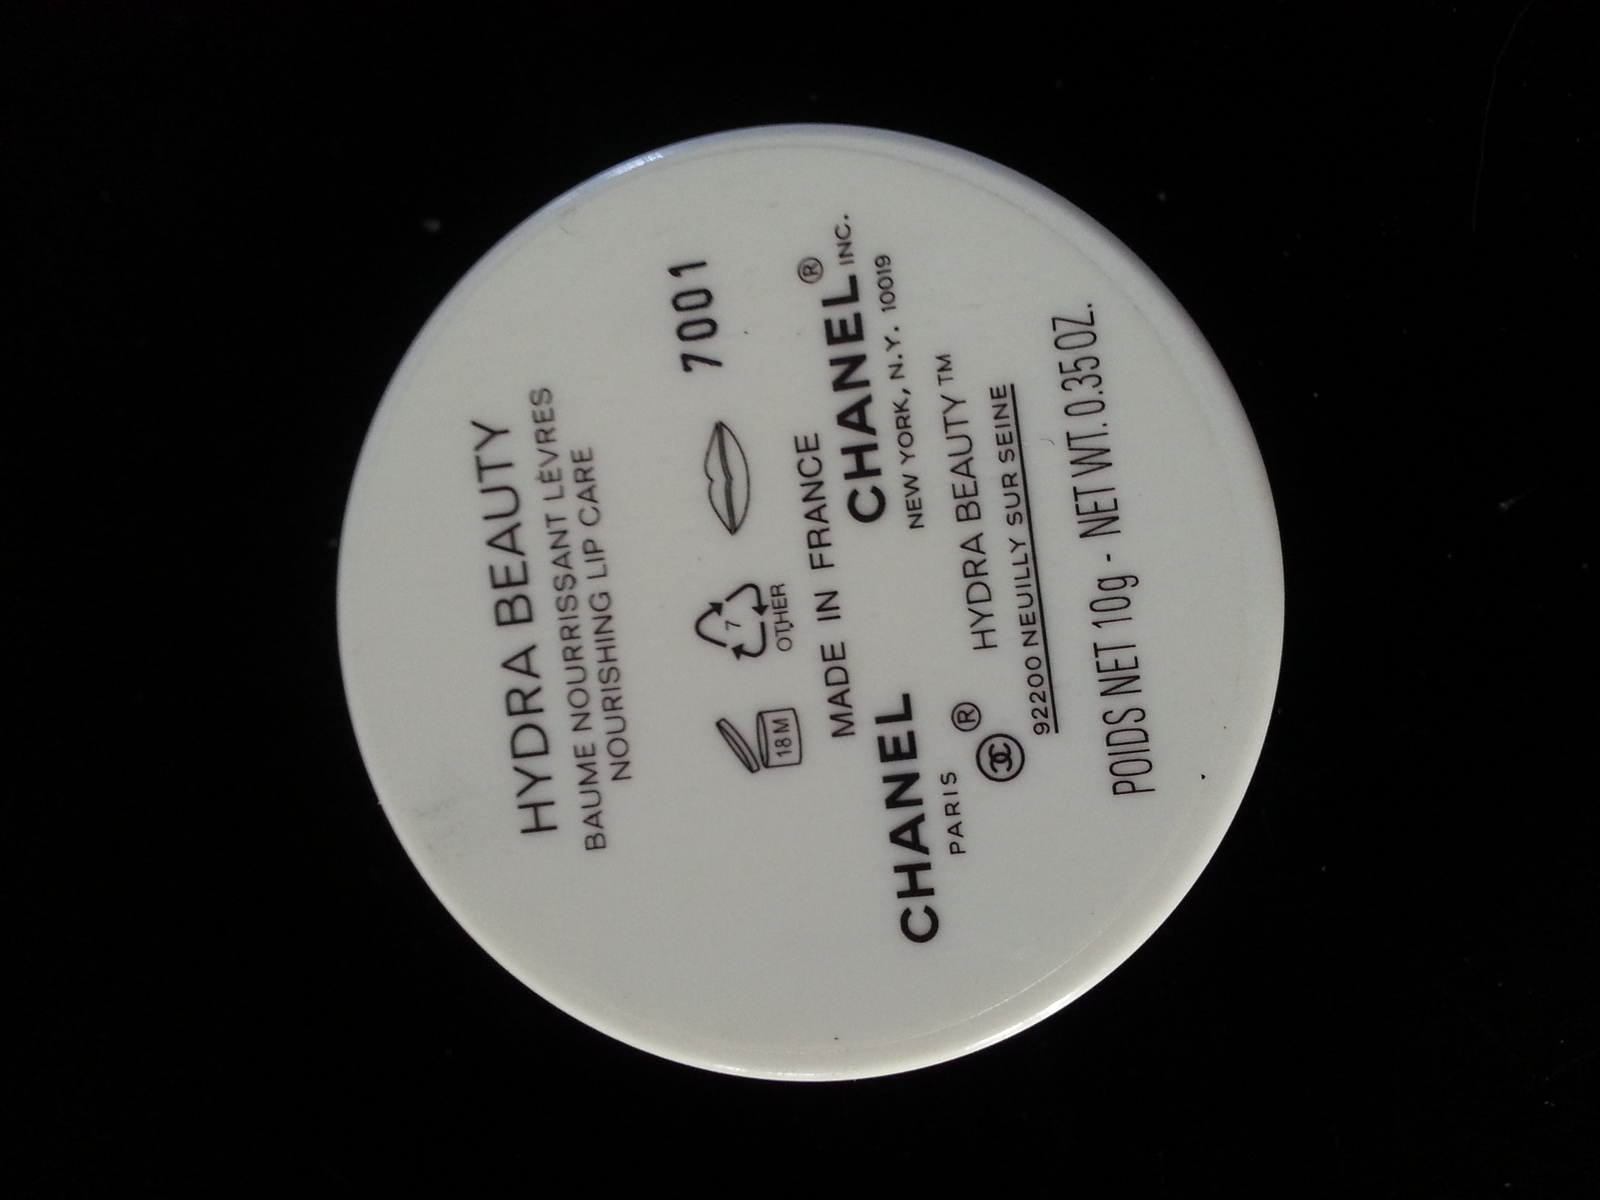 HYDRA BEAUTY
BAUME NOURRISSANT LÈVRES
NOURISHING LIP CARE
18M
7
OTHER
7001
MADE IN FRANCE
CHANEL
PARIS
CHANEL® INC.
NEW YORK, N.Y. 10019
® HYDRA BEAUTY™
92200 NEUILLY SUR SEINE
POIDS NET 10g - NET WT. 0.35 OZ.